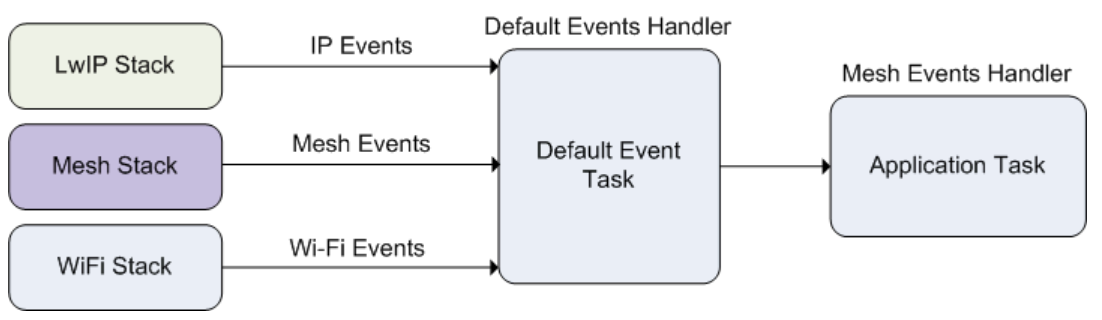 Default Events Handler
LwIP Stack
IP Events
Mesh Events Handler
Mesh Stack
Mesh Events
Default Event
Task
Application Task
WiFi Stack
Wi-Fi Events